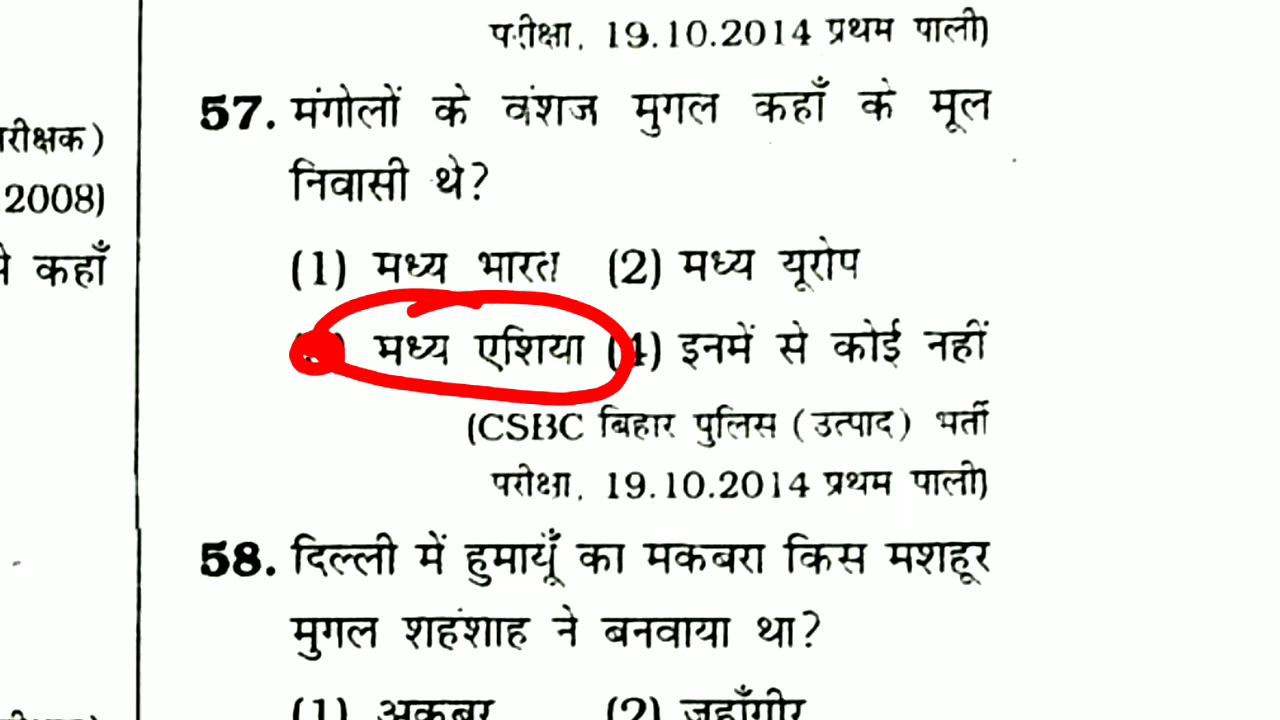 रीक्षक)
2008)
कहाँ
परीक्षा, 19.10.2014 प्रथम पाली)
57. मंगोलों के वंशज मुगल कहाँ के मूल
निवासी थे?
(1) मध्य भारत (2) मध्य यूरोप
मध्य एशिया (4) इनमें से कोई नहीं
(CSBC बिहार पुलिस (उत्पाद) भर्ती
परीक्षा, 19.10.2014 प्रथम पाली)
58. दिल्ली में हुमायूँ का मकबरा किस मशहूर
मुगल शहंशाह ने बनवाया था?
(1) अकबर (2) जहाँगीर